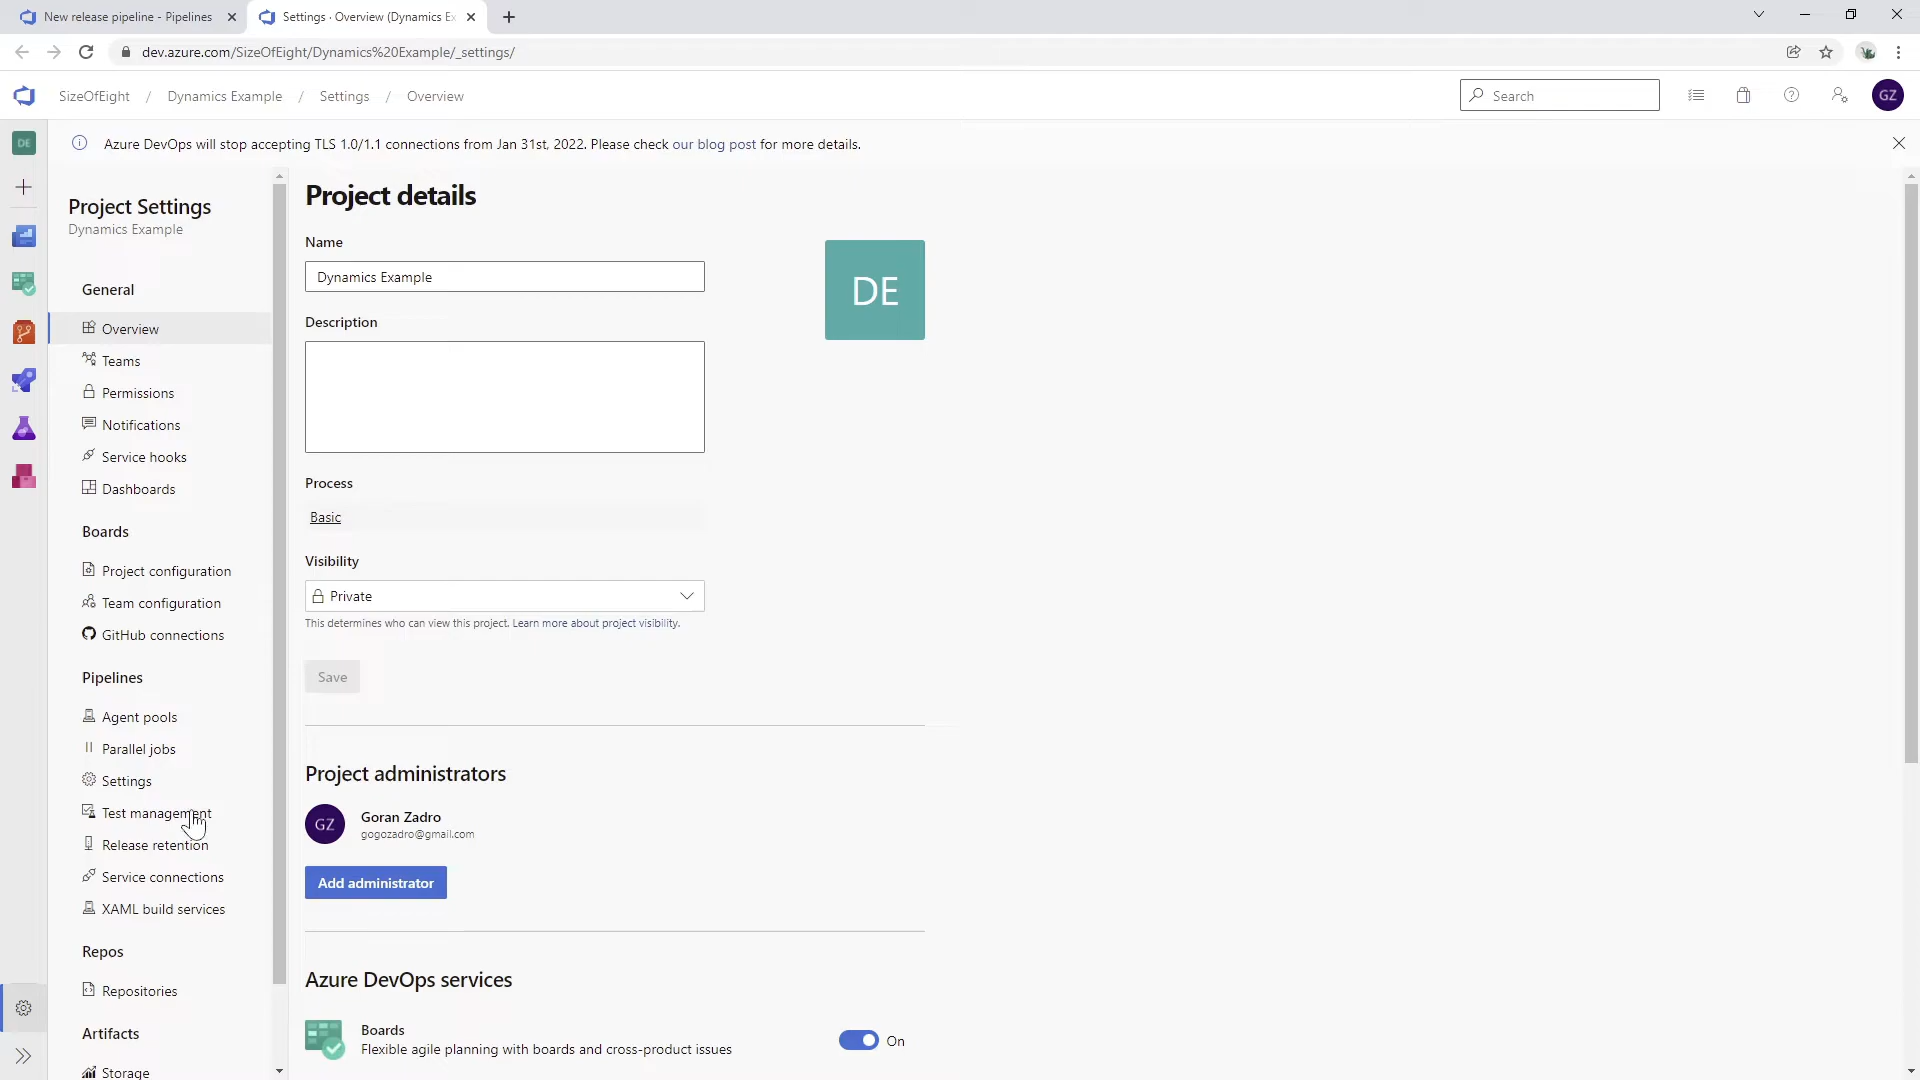 New release pipeline - Pipelines
Settings · Overview (Dynamics Ex
dev.azure.com/SizeOfEight/Dynamics%20Example/_settings/
SizeOfEight / Dynamics Example / Settings / Overview
Search
GZ
DE
Azure DevOps will stop accepting TLS 1.0/1.1 connections from Jan 31st, 2022. Please check our blog post for more details.
Project Settings
Dynamics Example
General
Overview
Teams
Permissions
Notifications
Service hooks
Dashboards
Boards
Project configuration
Team configuration
GitHub connections
Pipelines
Agent pools
Parallel jobs
Settings
Test management
Release retention
Service connections
XAML build services
Repos
Repositories
Artifacts
Storage
Project details
Name
Dynamics Example
DE
Description
Process
Basic
Visibility
Private
This determines who can view this project. Learn more about project visibility.
Save
Project administrators
GZ
Goran Zadro
gogozadro@gmail.com
Add administrator
Azure DevOps services
Boards
Flexible agile planning with boards and cross-product issues
On